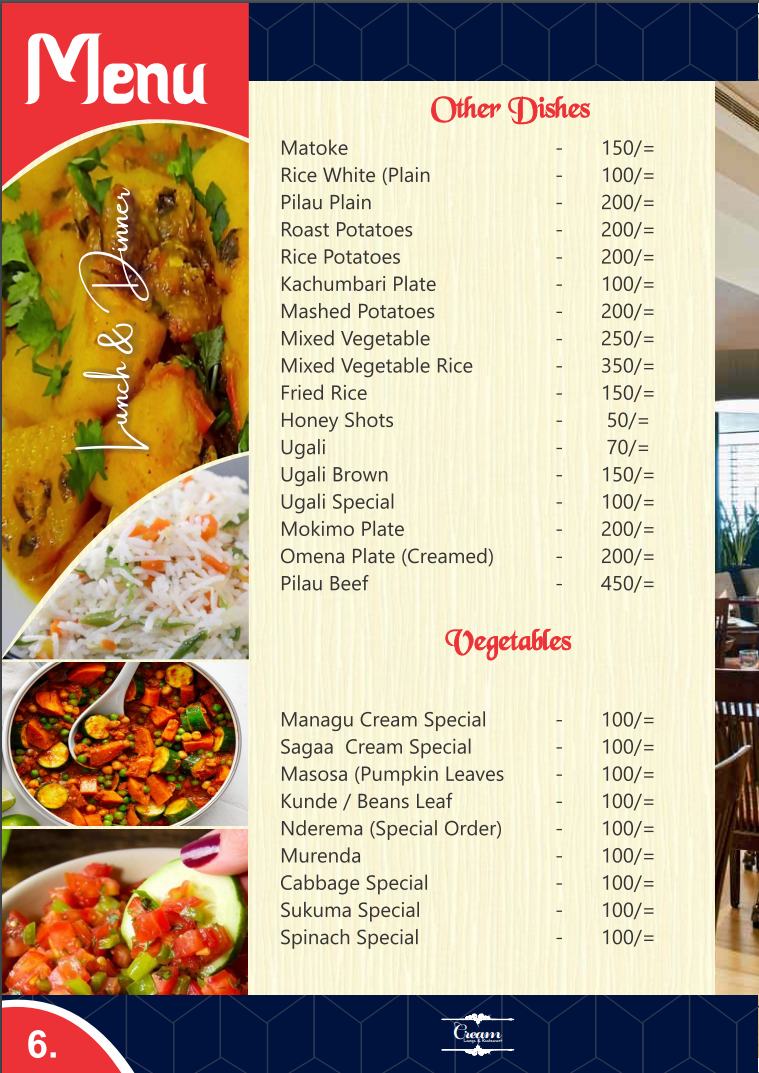 Menu
Lunch & Dinner
Other Dishes
Matoke - 150/=
Rice White (Plain - 100/=
Pilau Plain - 200/=
Roast Potatoes - 200/=
Rice Potatoes - 200/=
Kachumbari Plate - 100/=
Mashed Potatoes - 200/=
Mixed Vegetable - 250/=
Mixed Vegetable Rice - 350/=
Fried Rice - 150/=
Honey Shots - 50/=
Ugali - 70/=
Ugali Brown - 150/=
Ugali Special - 100/=
Mokimo Plate - 200/=
Omena Plate (Creamed) - 200/=
Pilau Beef - 450/=
Vegetables
Managu Cream Special - 100/=
Sagaa  Cream Special - 100/=
Masosa (Pumpkin Leaves - 100/=
Kunde / Beans Leaf - 100/=
Nderema (Special Order) - 100/=
Murenda - 100/=
Cabbage Special - 100/=
Sukuma Special - 100/=
Spinach Special - 100/=
6.
Cream
Lounge & Restaurant